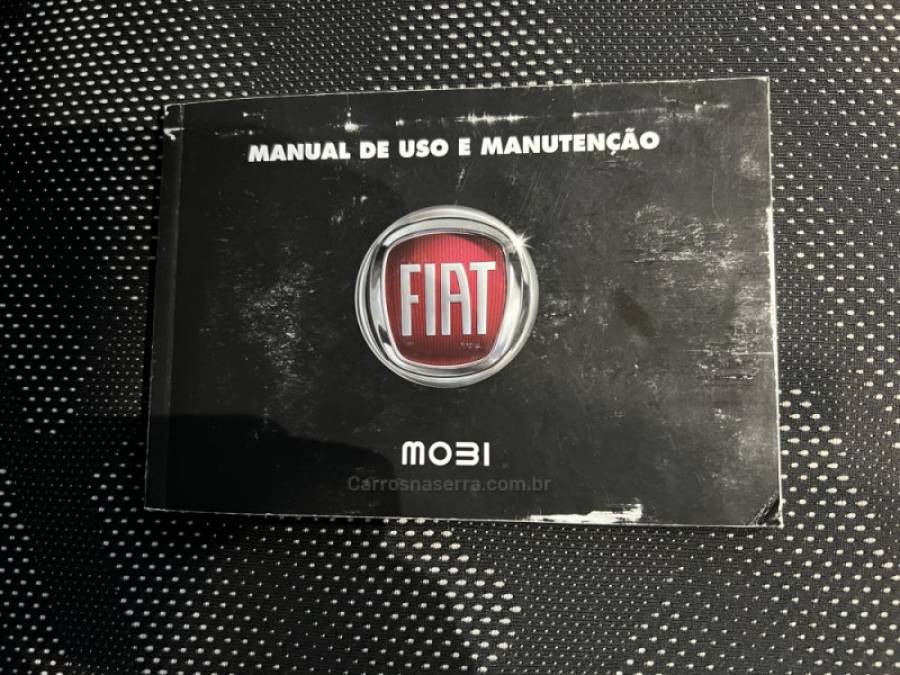 MANUAL DE USO E MANUTENÇÃO
FIAT
MOBI
Carrosnaserra.com.br